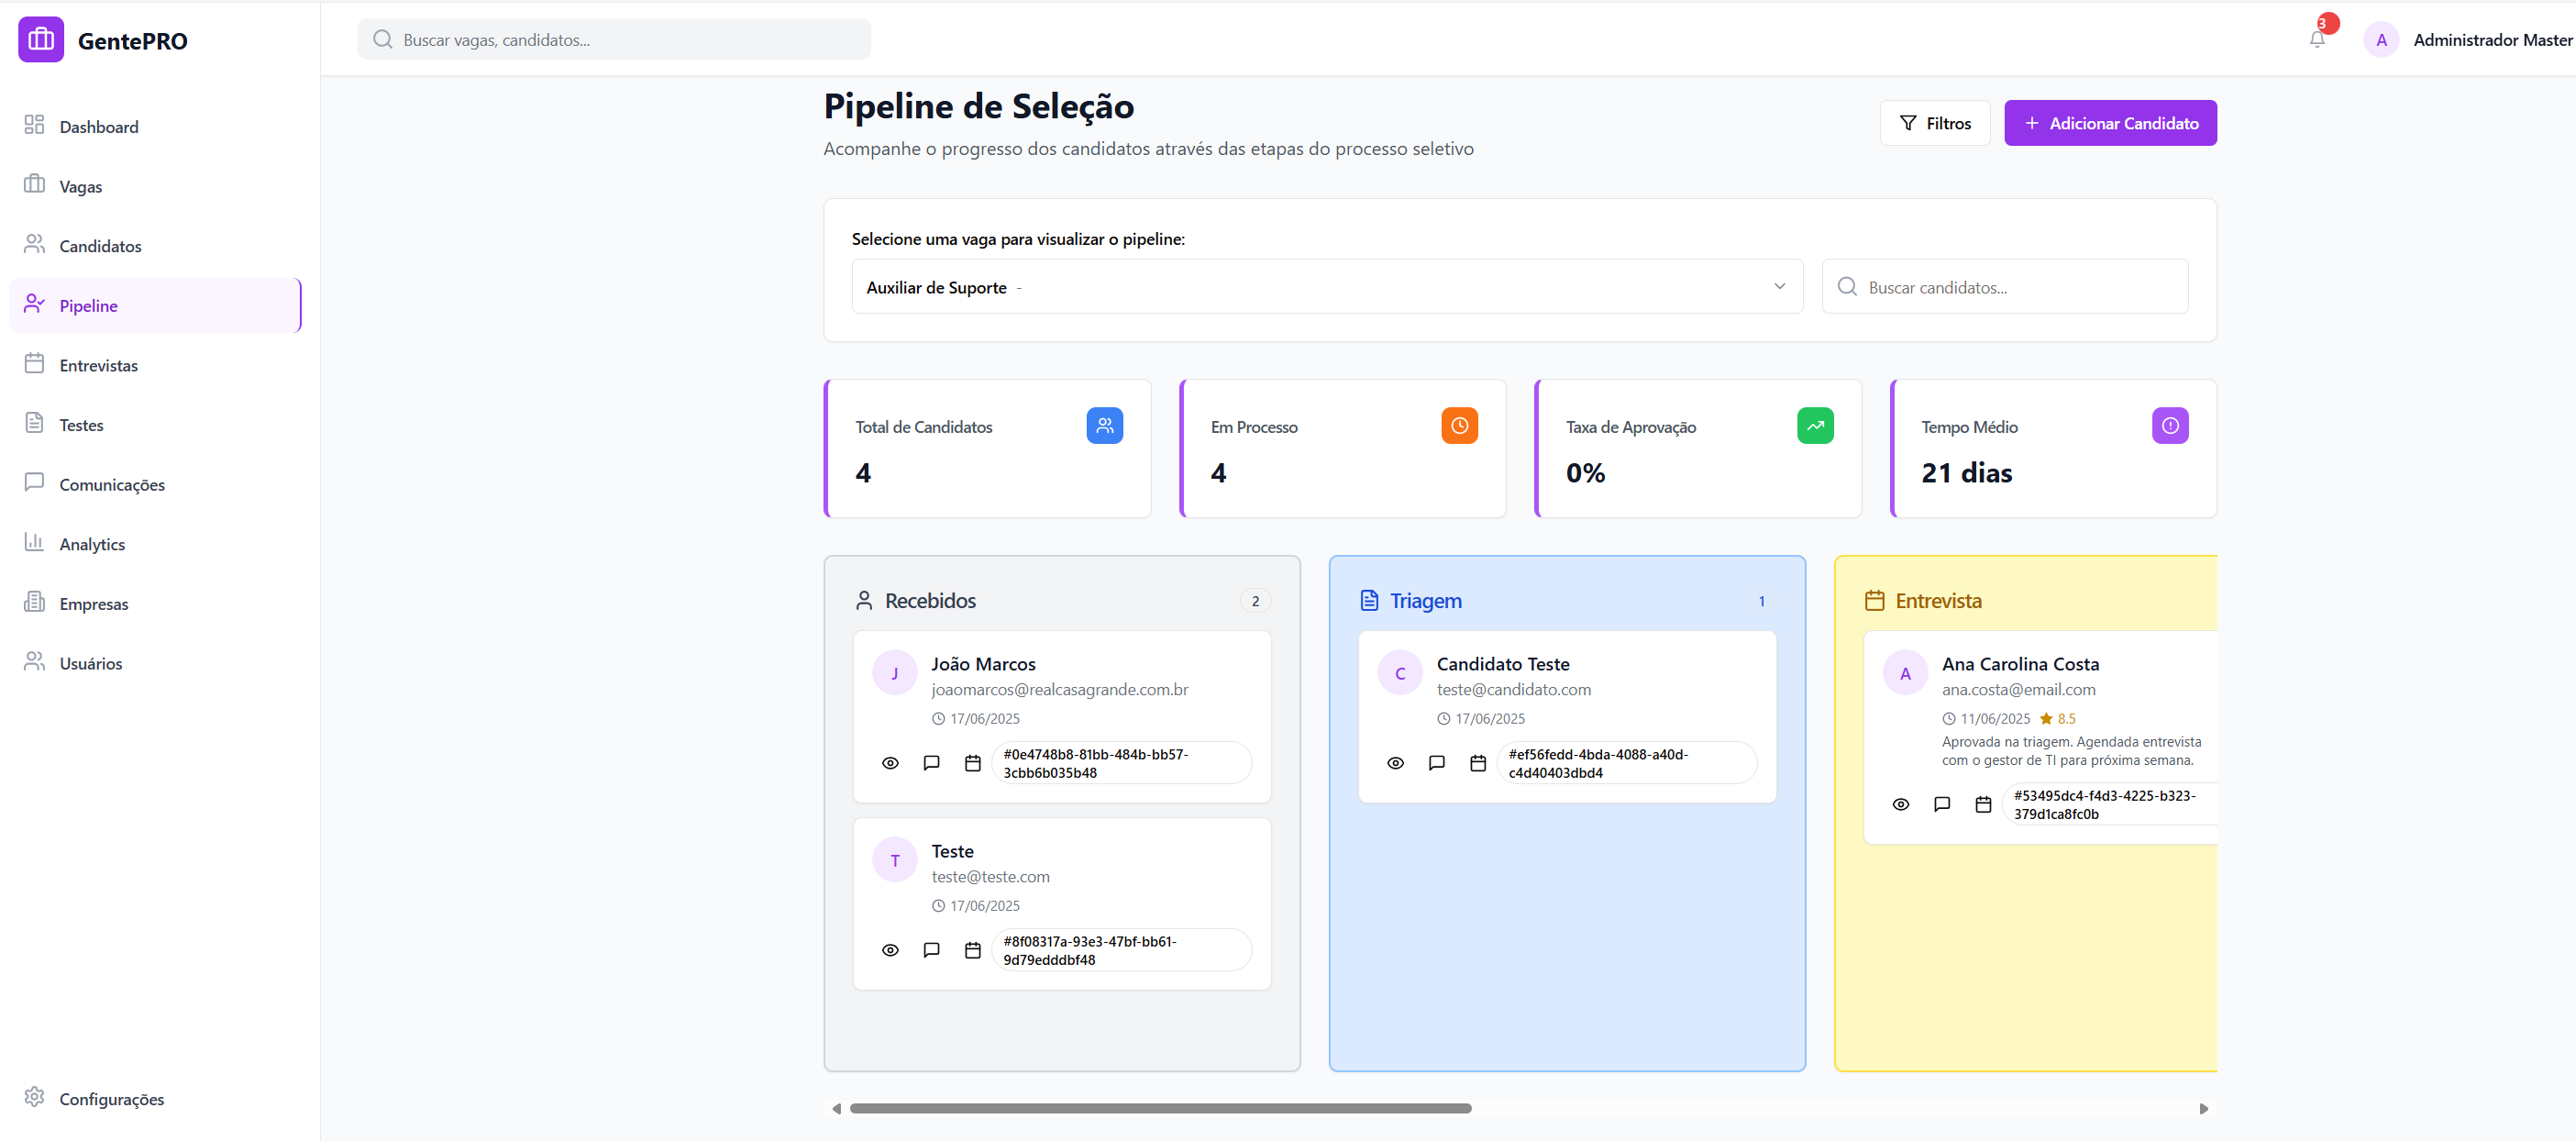 GentePRO
Buscar vagas, candidatos...
3
A
Administrador Master
Dashboard
Vagas
Candidatos
Pipeline
Entrevistas
Testes
Comunicações
Analytics
Empresas
Usuários
Configurações
Pipeline de Seleção
Acompanhe o progresso dos candidatos através das etapas do processo seletivo
Filtros
Adicionar Candidato
Selecione uma vaga para visualizar o pipeline:
Auxiliar de Suporte -
Buscar candidatos...
Total de Candidatos
4
Em Processo
4
Taxa de Aprovação
0%
Tempo Médio
21 dias
Recebidos
2
J
João Marcos
joaomarcos@realcasagrande.com.br
17/06/2025
#0e4748b8-81bb-484b-bb57-
3cbb6b035b48
T
Teste
teste@teste.com
17/06/2025
#8f08317a-93e3-47bf-bb61-
9d79edddbf48
Triagem
1
C
Candidato Teste
teste@candidato.com
17/06/2025
#ef56fedd-4bda-4088-a40d-
c4d40403dbd4
Entrevista
A
Ana Carolina Costa
ana.costa@email.com
11/06/2025 8.5
Aprovada na triagem. Agendada entrevista
com o gestor de TI para próxima semana.
#53495dc4-f4d3-4225-b323-
379d1ca8fc0b